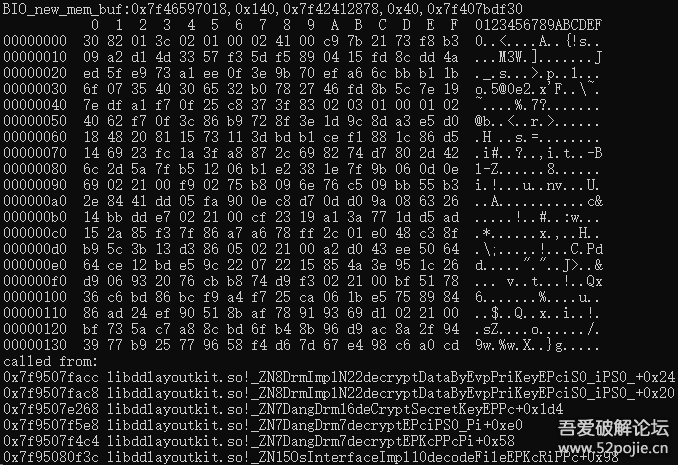 BIO_new_mem_buf:0x7f46597018,0x140,0x7f42412878,0x40,0x7f407bdf30
0 1 2 3 4 5 6 7 8 9 A B C D E F 0123456789ABCDEF
00000000 30 82 01 3c 02 01 00 02 41 00 c9 7b 21 73 f8 b3 0..<....A..{!s..
00000010 09 a2 d1 4d 33 57 f3 5d f5 89 04 15 fd 8c dd 4a ...M3W.].......J
00000020 ed 5f e9 73 a1 ee 0f 3e 9b 70 ef a6 6c bb b1 1b ._.s...>.p..l...
00000030 6f 07 35 40 30 65 32 b0 78 27 46 fd 8b 5c 7e 19 o.5@0e2.x'F..\~.
00000040 7e df a1 f7 0f 25 c8 37 3f 83 02 03 01 00 01 02 ~....%.7?.......
00000050 40 62 f7 0f 3c 86 b9 72 8f 3e 1d 9c 8d a3 e5 d0 @b..<..r.>......
00000060 18 48 20 81 15 73 11 3d bd b1 ce f1 88 1c 86 d5 .H ..s.=........
00000070 14 69 23 fc 1a 3f a8 87 2c 69 82 74 d7 80 2d 42 .i#..?..,i.t..-B
00000080 6c 2d 5a 7f b5 12 06 b1 e2 38 1e 7f 9b 06 0d 0e l-Z......8......
00000090 69 02 21 00 f9 02 75 b8 09 6e 76 c5 09 bb 55 b3 i.!...u..nv...U.
000000a0 2e 84 41 dd 05 fa 90 0e c8 d7 0d d0 9a 08 63 26 ..A...........c&
000000b0 14 bb dd e7 02 21 00 cf 23 19 a1 3a 77 1d d5 ad .....!..#..:w...
000000c0 15 2a 85 f3 7f 86 a7 a6 78 ff 2c 01 e0 48 c3 8f .*......x.,..H..
000000d0 b9 5c 3b 13 d3 86 05 02 21 00 a2 d0 43 ee 50 64 .\;.....!...C.Pd
000000e0 64 ce 12 bd e5 9c 22 07 22 15 85 4a 3e 95 1c 26 d.....".."..J>..&
000000f0 d9 06 93 20 76 cb b8 74 d9 f3 02 21 00 bf 51 78 ... v..t...!..Qx
00000100 36 c6 bd 86 bc f9 a4 f7 25 ca 06 1b e5 75 89 84 6.......%....u..
00000110 86 ad 24 ef 90 51 8b af 78 91 93 69 d1 02 21 00 ..$..Q..x..i..!.
00000120 bf 73 5a c7 a8 8c bd 6f b4 8b 96 d9 ac 8a 2f 94 .sZ....o....../.
00000130 39 77 b9 25 77 96 58 f4 d6 7d 67 e4 98 c6 a0 cd 9w.%w.X..}g.....
called from:
0x7f9507facc libddlayoutkit.so!_ZN8DrmImpl22decryptDataByEvpPriKeyEPciS0_iPS0_+0x24
0x7f9507fac8 libddlayoutkit.so!_ZN8DrmImpl22decryptDataByEvpPriKeyEPciS0_iPS0_+0x20
0x7f9507e268 libddlayoutkit.so!_ZN7DangDrm16deCryptSecretKeyEPPc+0x1d4
0x7f9507f5e8 libddlayoutkit.so!_ZN7DangDrm7decryptEPciPS0_Pi+0xe0
0x7f9507f4c4 libddlayoutkit.so!_ZN7DangDrm7decryptEPKcPPcPi+0x58
0x7f95080f3c libddlayoutkit.so!_ZN15OsInterfaceImpl10decodeFileEPKcRiPPc+0x98
吾爱破解论坛
www.52pojie.cn